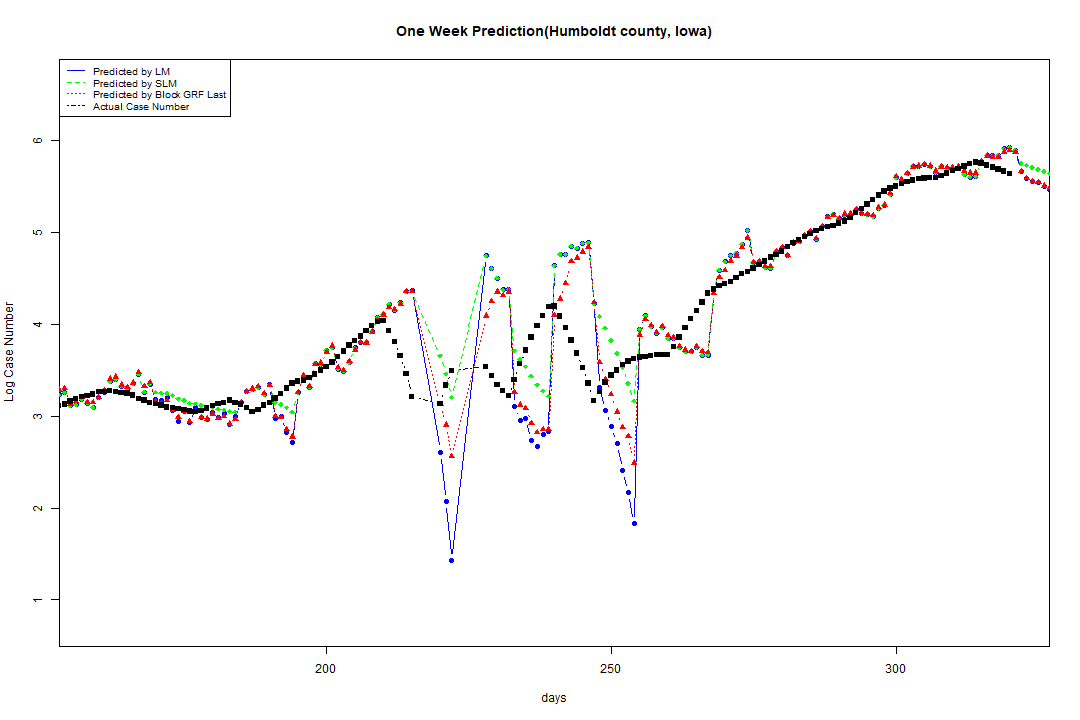 One Week Prediction(Humboldt county, Iowa)
Predicted by LM
Predicted by SLM
Predicted by Block GRF Last
Actual Case Number
Log Case Number
6
5
4
3
2
1
200
250
300
days